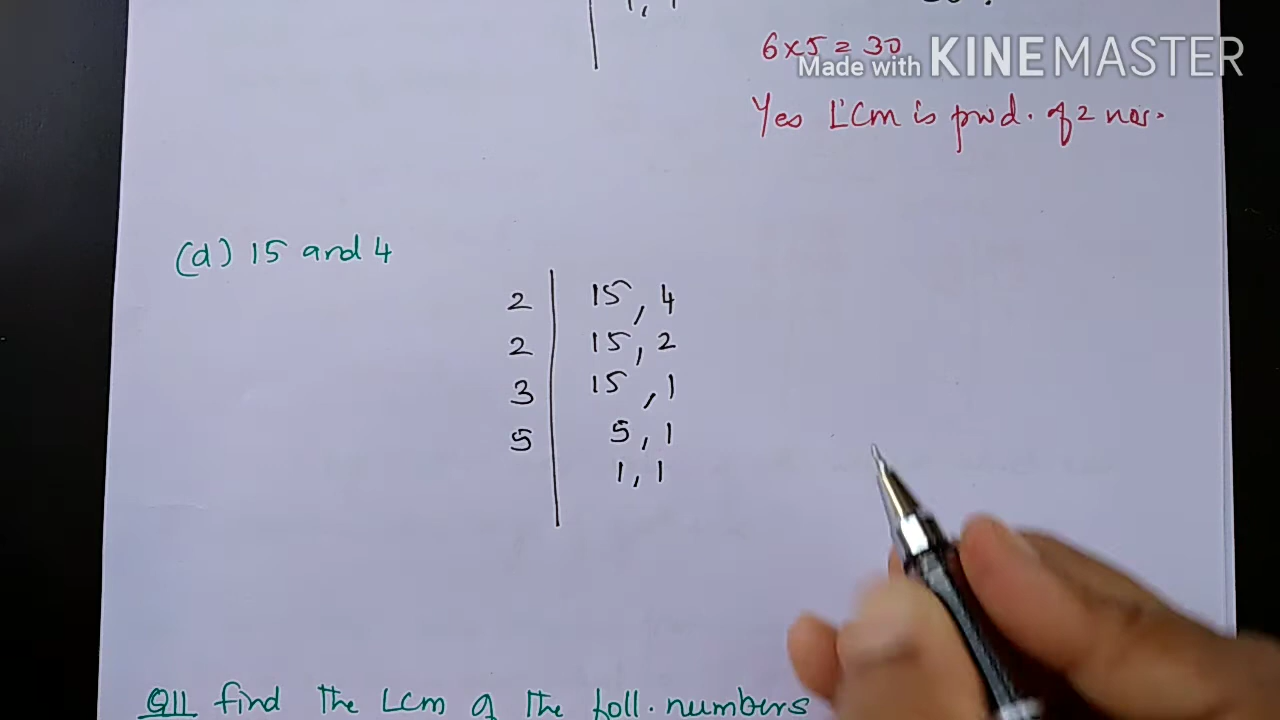 6 x 5 = 30
Made with KINEMASTER
Yes LCm is prod. of 2 nos.
(d) 15 and 4
2 | 15 , 4
2 | 15 , 2
3 | 15 , 1
5 | 5 , 1
1 , 1
Q11 find the LCm of the foll. numbers